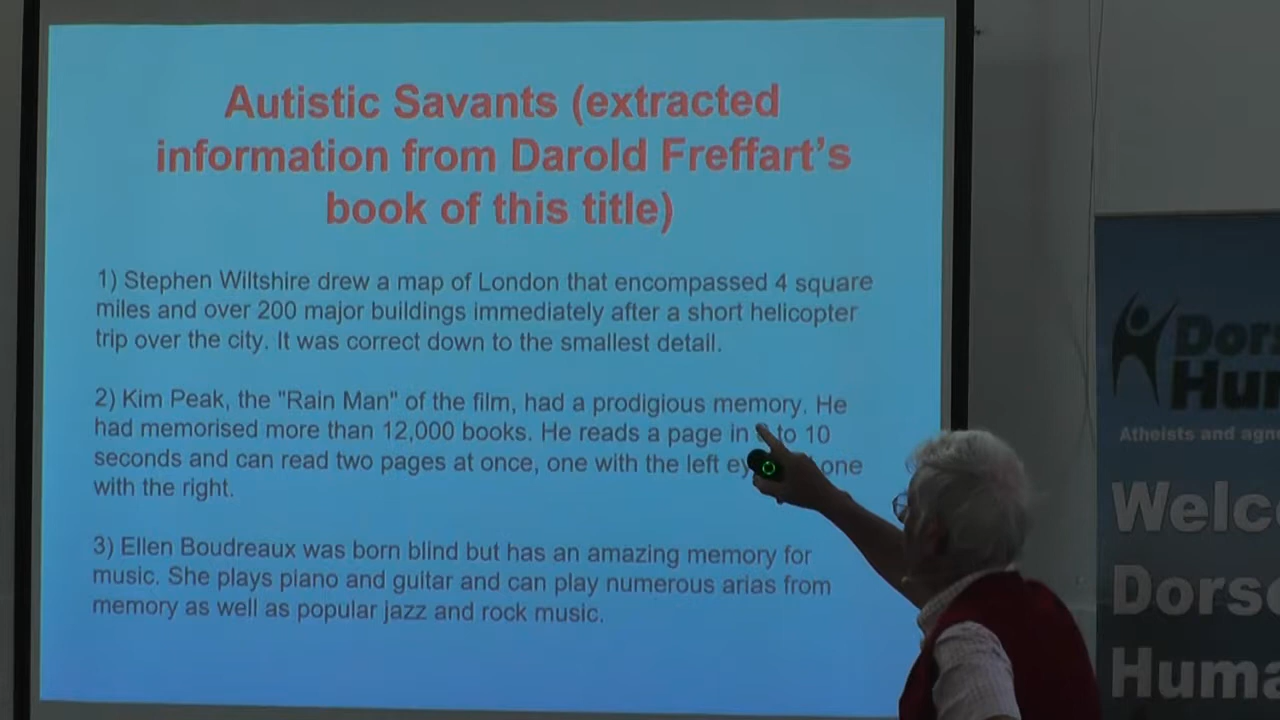 Autistic Savants (extracted
information from Darold Freffart's
book of this title)
1) Stephen Wiltshire drew a map of London that encompassed 4 square
miles and over 200 major buildings immediately after a short helicopter
trip over the city. It was correct down to the smallest detail.
2) Kim Peak, the "Rain Man" of the film, had a prodigious memory. He
had memorised more than 12,000 books. He reads a page in to 10
seconds and can read two pages at once, one with the left one
with the right.
3) Ellen Boudreaux was born blind but has an amazing memory for
music. She plays piano and guitar and can play numerous arias from
memory as well as popular jazz and rock music.
Dors
Hum
Atheists and agn
Welc
Dorse
Huma